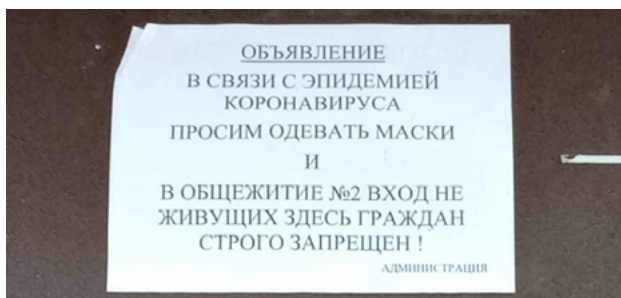 ОБЪЯВЛЕНИЕ
В СВЯЗИ С ЭПИДЕМИЕЙ
КОРОНАВИРУСА
ПРОСИМ ОДЕВАТЬ МАСКИ
И
В ОБЩЕЖИТИЕ №2 ВХОД НЕ
ЖИВУЩИХ ЗДЕСЬ ГРАЖДАН
СТРОГО ЗАПРЕЩЕН !
АДМИНИСТРАЦИЯ